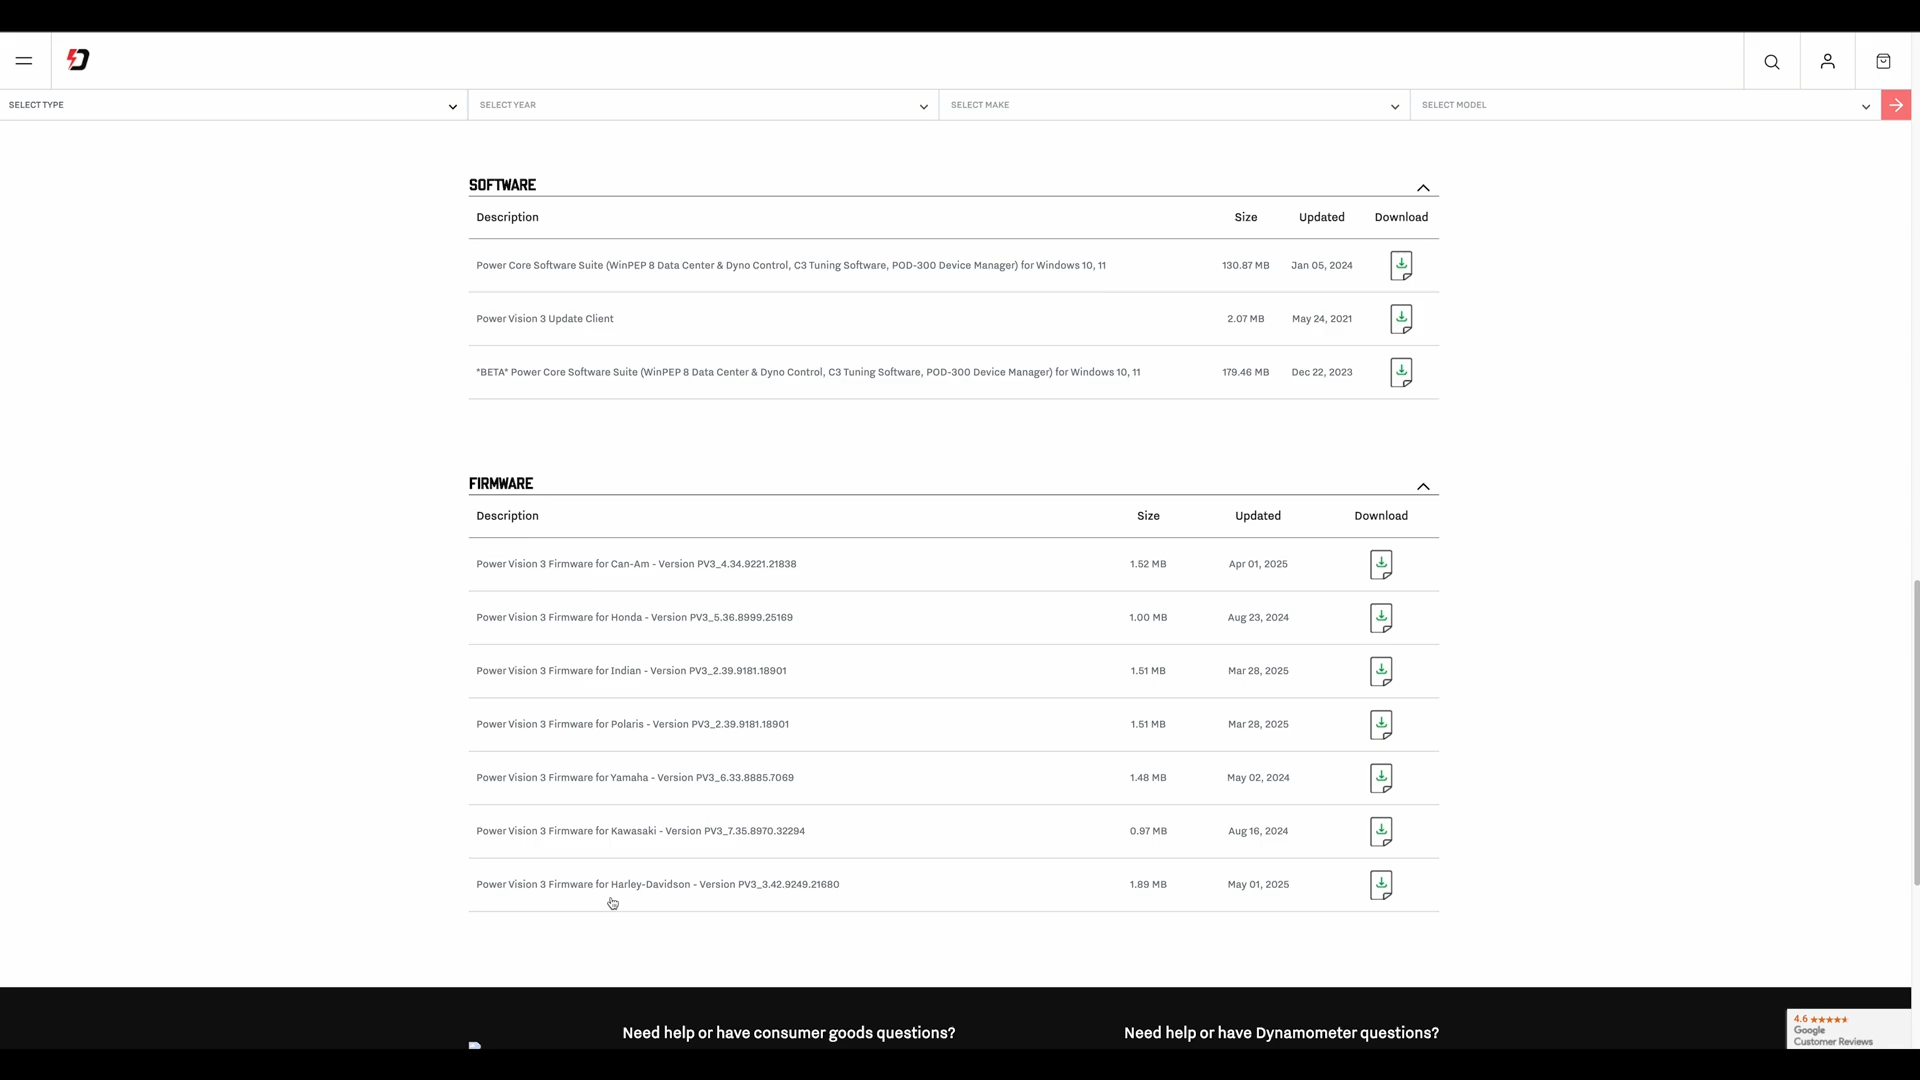 SELECT TYPE
SELECT YEAR
SELECT MAKE
SELECT MODEL
SOFTWARE
Description Size Updated Download
Power Core Software Suite (WinPEP 8 Data Center & Dyno Control, C3 Tuning Software, POD-300 Device Manager) for Windows 10, 11 130.87 MB Jan 05, 2024
Power Vision 3 Update Client 2.07 MB May 24, 2021
*BETA* Power Core Software Suite (WinPEP 8 Data Center & Dyno Control, C3 Tuning Software, POD-300 Device Manager) for Windows 10, 11 179.46 MB Dec 22, 2023
FIRMWARE
Description Size Updated Download
Power Vision 3 Firmware for Can-Am - Version PV3_4.34.9221.21838 1.52 MB Apr 01, 2025
Power Vision 3 Firmware for Honda - Version PV3_5.36.8999.25169 1.00 MB Aug 23, 2024
Power Vision 3 Firmware for Indian - Version PV3_2.39.9181.18901 1.51 MB Mar 28, 2025
Power Vision 3 Firmware for Polaris - Version PV3_2.39.9181.18901 1.51 MB Mar 28, 2025
Power Vision 3 Firmware for Yamaha - Version PV3_6.33.8885.7069 1.48 MB May 02, 2024
Power Vision 3 Firmware for Kawasaki - Version PV3_7.35.8970.32294 0.97 MB Aug 16, 2024
Power Vision 3 Firmware for Harley-Davidson - Version PV3_3.42.9249.21680 1.89 MB May 01, 2025
Need help or have consumer goods questions?
Need help or have Dynamometer questions?
4.6
Google
Customer Reviews